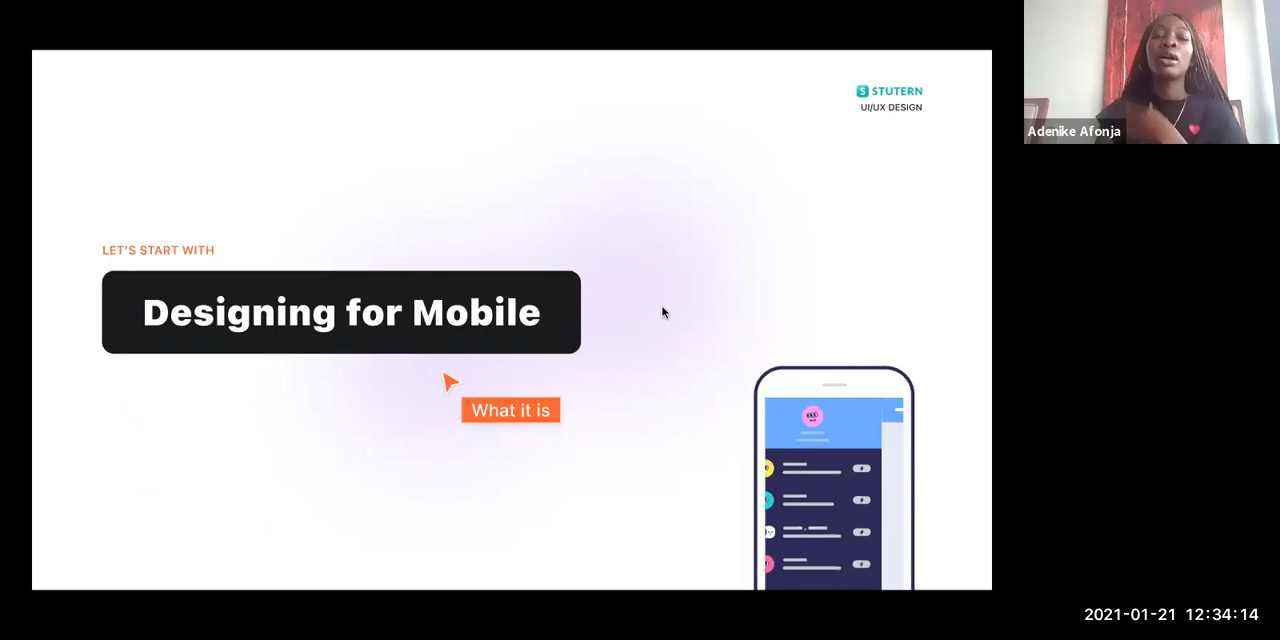 STUTERN
UI/UX DESIGN
LET'S START WITH
Designing for Mobile
What it is
Adenike Afonja
2021-01-21 12:34:14